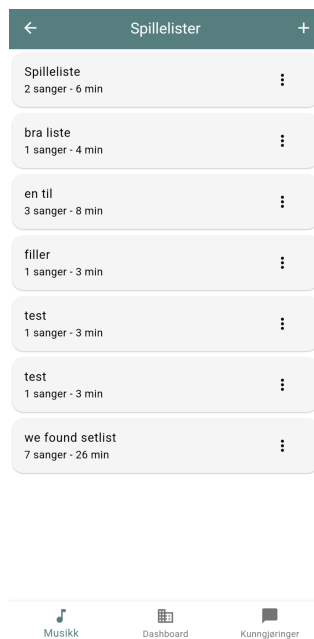 Spillelister
Spilleliste
2 sanger - 6 min
bra liste
1 sanger - 4 min
en til
3 sanger - 8 min
filler
1 sanger - 3 min
test
1 sanger - 3 min
test
1 sanger - 3 min
we found setlist
7 sanger - 26 min
Musikk
Dashboard
Kunngjøringer